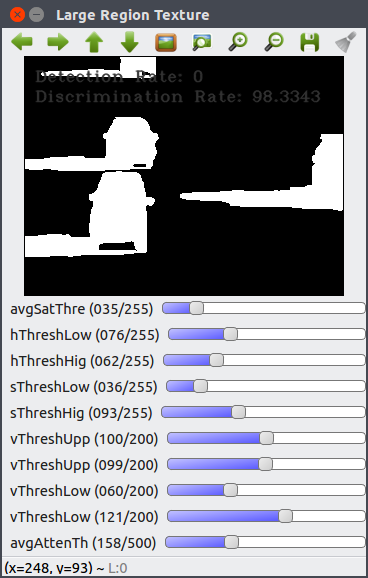 Large Region Texture
Detection Rate: 0
Discrimination Rate: 98.3343
avgSatThre (035/255)
hThreshLow (076/255)
hThreshHig (062/255)
sThreshLow (036/255)
sThreshHig (093/255)
vThreshUpp (100/200)
vThreshUpp (099/200)
vThreshLow (060/200)
vThreshLow (121/200)
avgAttenTh (158/500)
(x=248, y=93) ~ L:0